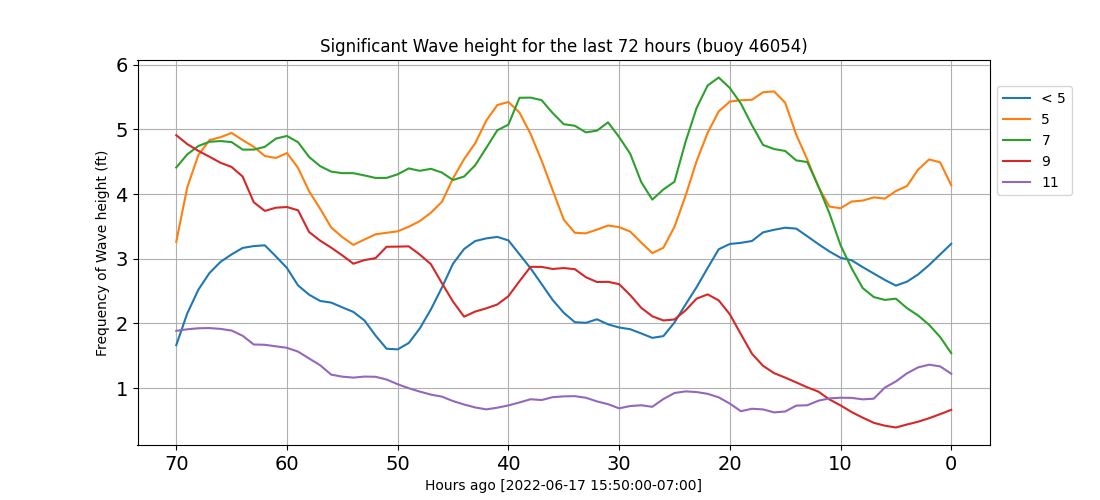 Significant Wave height for the last 72 hours (buoy 46054)
Frequency of Wave height (ft)
6
5
4
3
2
1
70 60 50 40 30 20 10 0
Hours ago [2022-06-17 15:50:00-07:00]
< 5
5
7
9
11